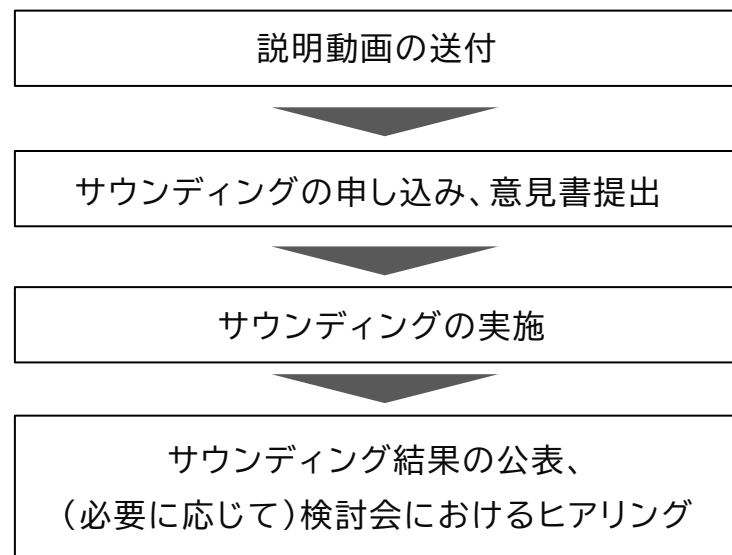 説明動画の送付
サウンディングの申し込み、意見書提出
サウンディングの実施
サウンディング結果の公表、
（必要に応じて）検討会におけるヒアリング